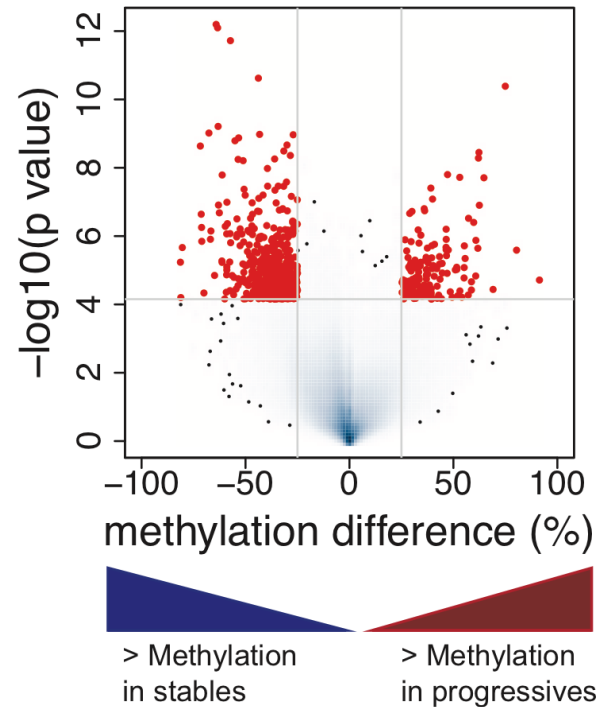 12
10
8
6
4
2
0
−log10(p value)
−100 −50 0 50 100
methylation difference (%)
> Methylation
in stables
> Methylation
in progressives